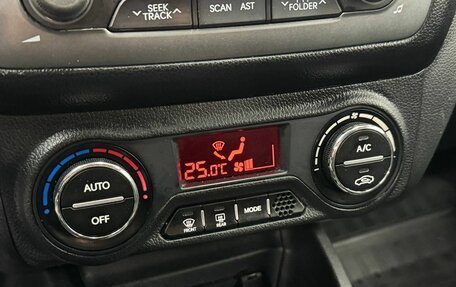 SEEK
TRACK
SCAN AST
FOLDER
25.0°C
AUTO
OFF
A/C
FRONT
REAR
MODE